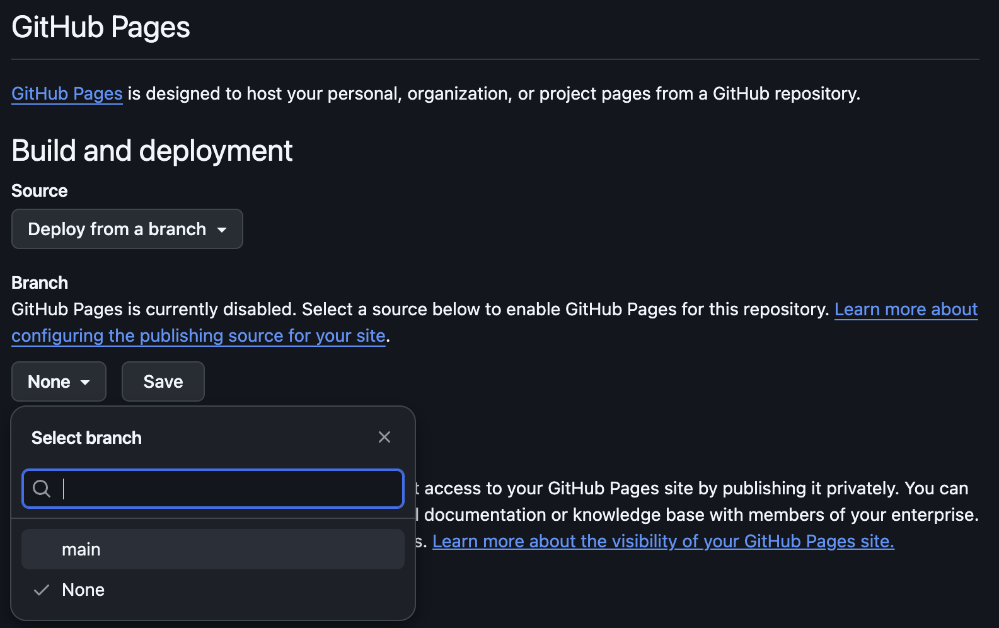 GitHub Pages
GitHub Pages is designed to host your personal, organization, or project pages from a GitHub repository.
Build and deployment
Source
Deploy from a branch
Branch
GitHub Pages is currently disabled. Select a source below to enable GitHub Pages for this repository. Learn more about
configuring the publishing source for your site.
None
Save
Select branch
access to your GitHub Pages site by publishing it privately. You can
documentation or knowledge base with members of your enterprise.
Learn more about the visibility of your GitHub Pages site.
main
None